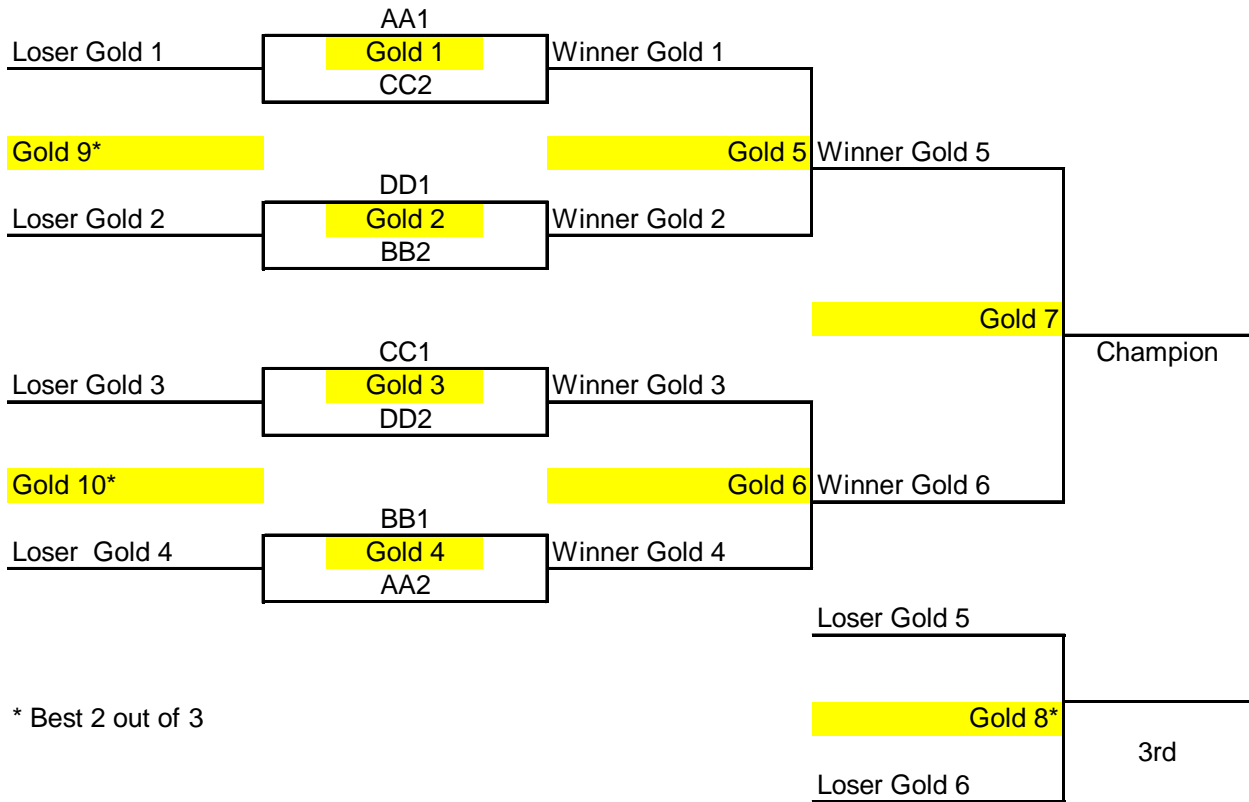 AA1
Loser Gold 1 Gold 1 Winner Gold 1
CC2
Gold 9* Gold 5 Winner Gold 5
DD1
Loser Gold 2 Gold 2 Winner Gold 2
BB2
Gold 7
CC1 Champion
Loser Gold 3 Gold 3 Winner Gold 3
DD2
Gold 10* Gold 6 Winner Gold 6
BB1
Loser Gold 4 Gold 4 Winner Gold 4
AA2
Loser Gold 5
* Best 2 out of 3 Gold 8*
3rd
Loser Gold 6